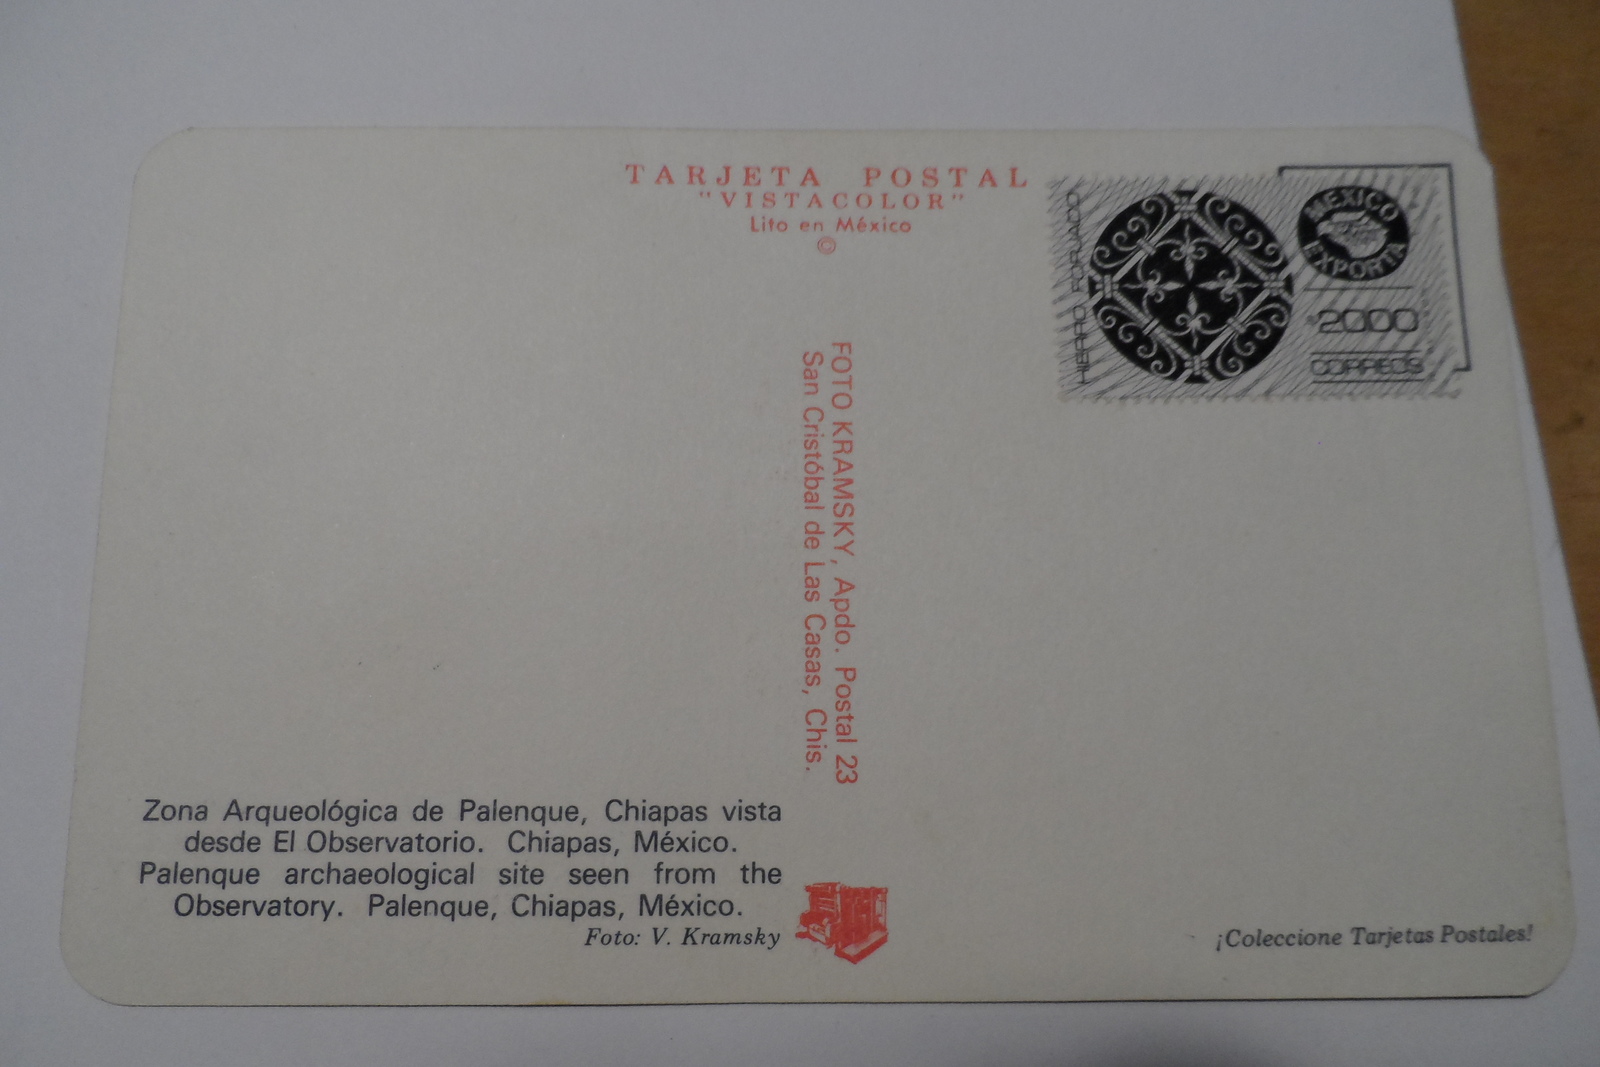 TARJETA POSTAL
"VISTACOLOR"
Lito en México
©
MEXICO
EXPORTA
$2000
CORREOS
HIERRO FORJADO
FOTO KRAMSKY, Apdo. Postal 23
San Cristóbal de Las Casas, Chis.
Zona Arqueológica de Palenque, Chiapas vista
desde El Observatorio. Chiapas, México.
Palenque archaeological site seen from the
Observatory. Palenque, Chiapas, México.
Foto: V. Kramsky
¡Coleccione Tarjetas Postales!